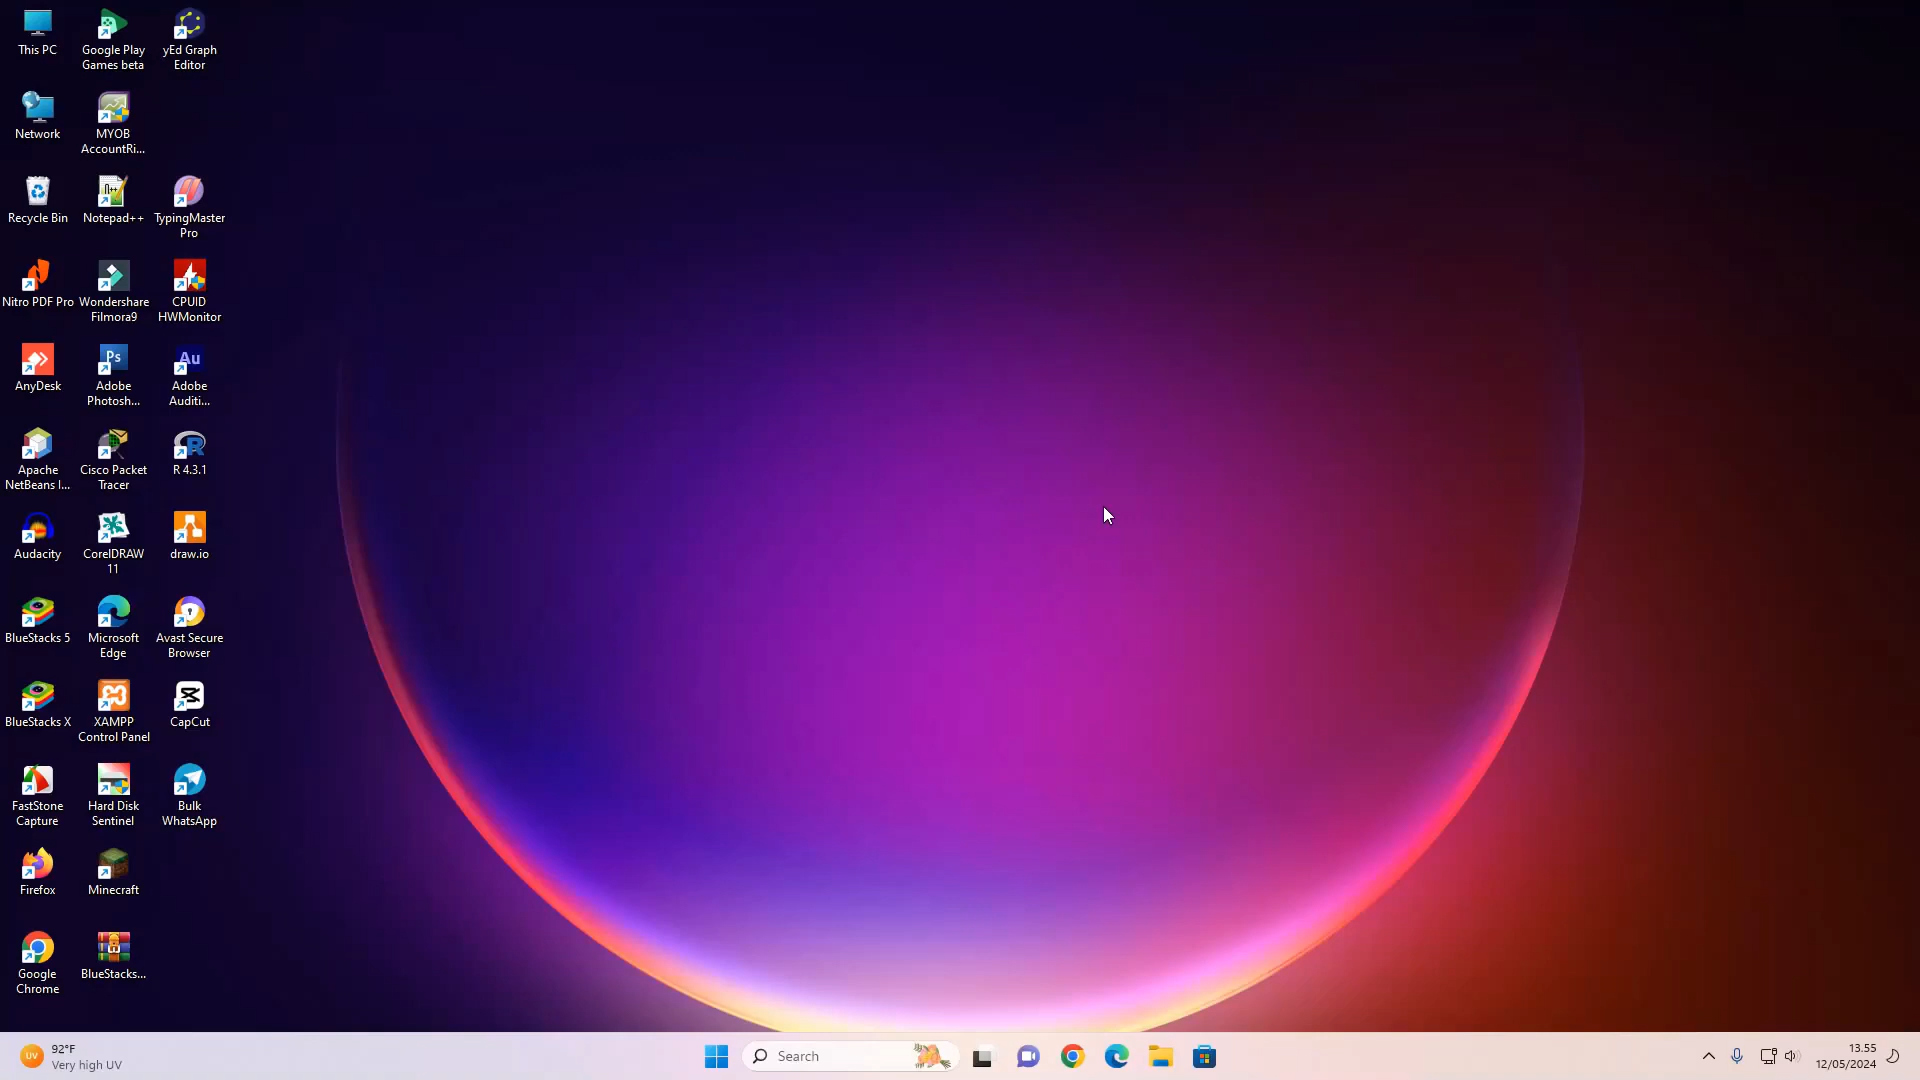 This PC
Google Play
Games beta
yEd Graph
Editor
Network
MYOB
AccountRi...
Recycle Bin
Notepad++
TypingMaster
Pro
Nitro PDF Pro
Wondershare
Filmora9
CPUID
HWMonitor
AnyDesk
Ps
Adobe
Photosh...
Au
Adobe
Auditi...
Apache
NetBeans I...
Cisco Packet
Tracer
R 4.3.1
Audacity
CorelDRAW
11
draw.io
BlueStacks 5
Microsoft
Edge
Avast Secure
Browser
BlueStacks X
XAMPP
Control Panel
CapCut
FastStone
Capture
Hard Disk
Sentinel
Bulk
WhatsApp
Firefox
Minecraft
Google
Chrome
BlueStacks...
UV
92°F
Very high UV
Search
13.55
12/05/2024